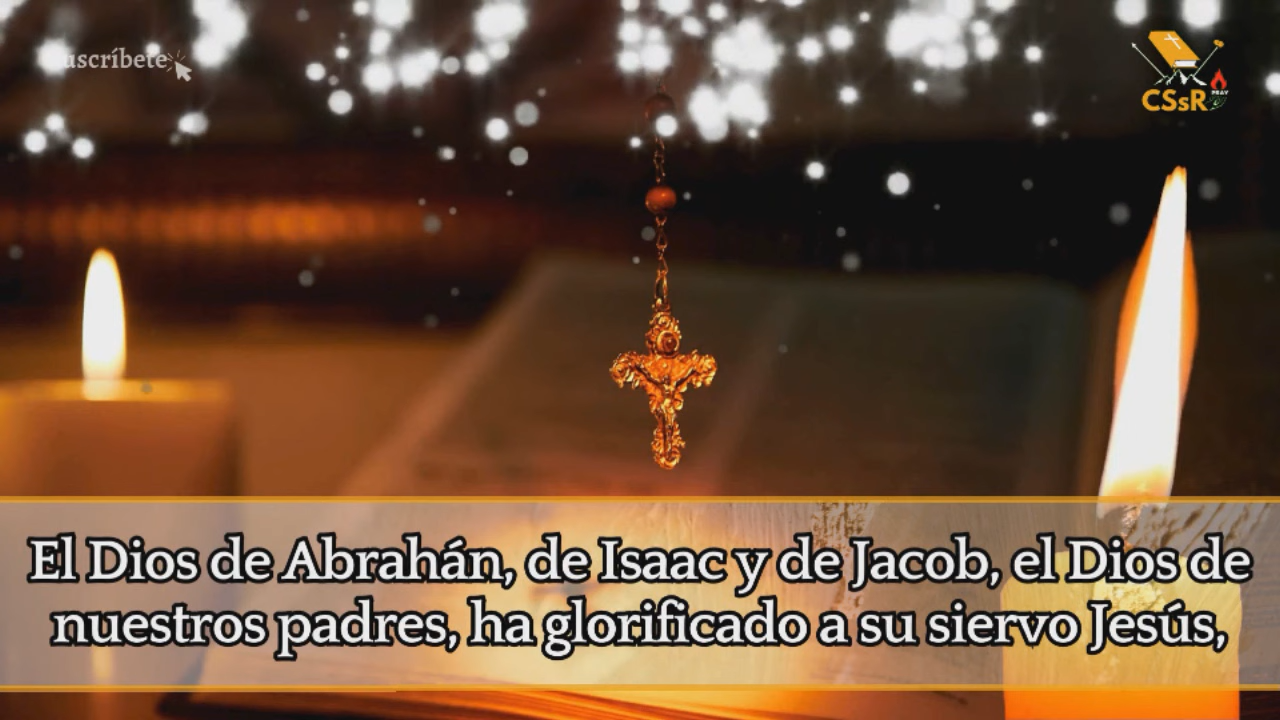 uscríbete
CSsR
PRAY
El Dios de Abrahán, de Isaac y de Jacob, el Dios de
nuestros padres, ha glorificado a su siervo Jesús,